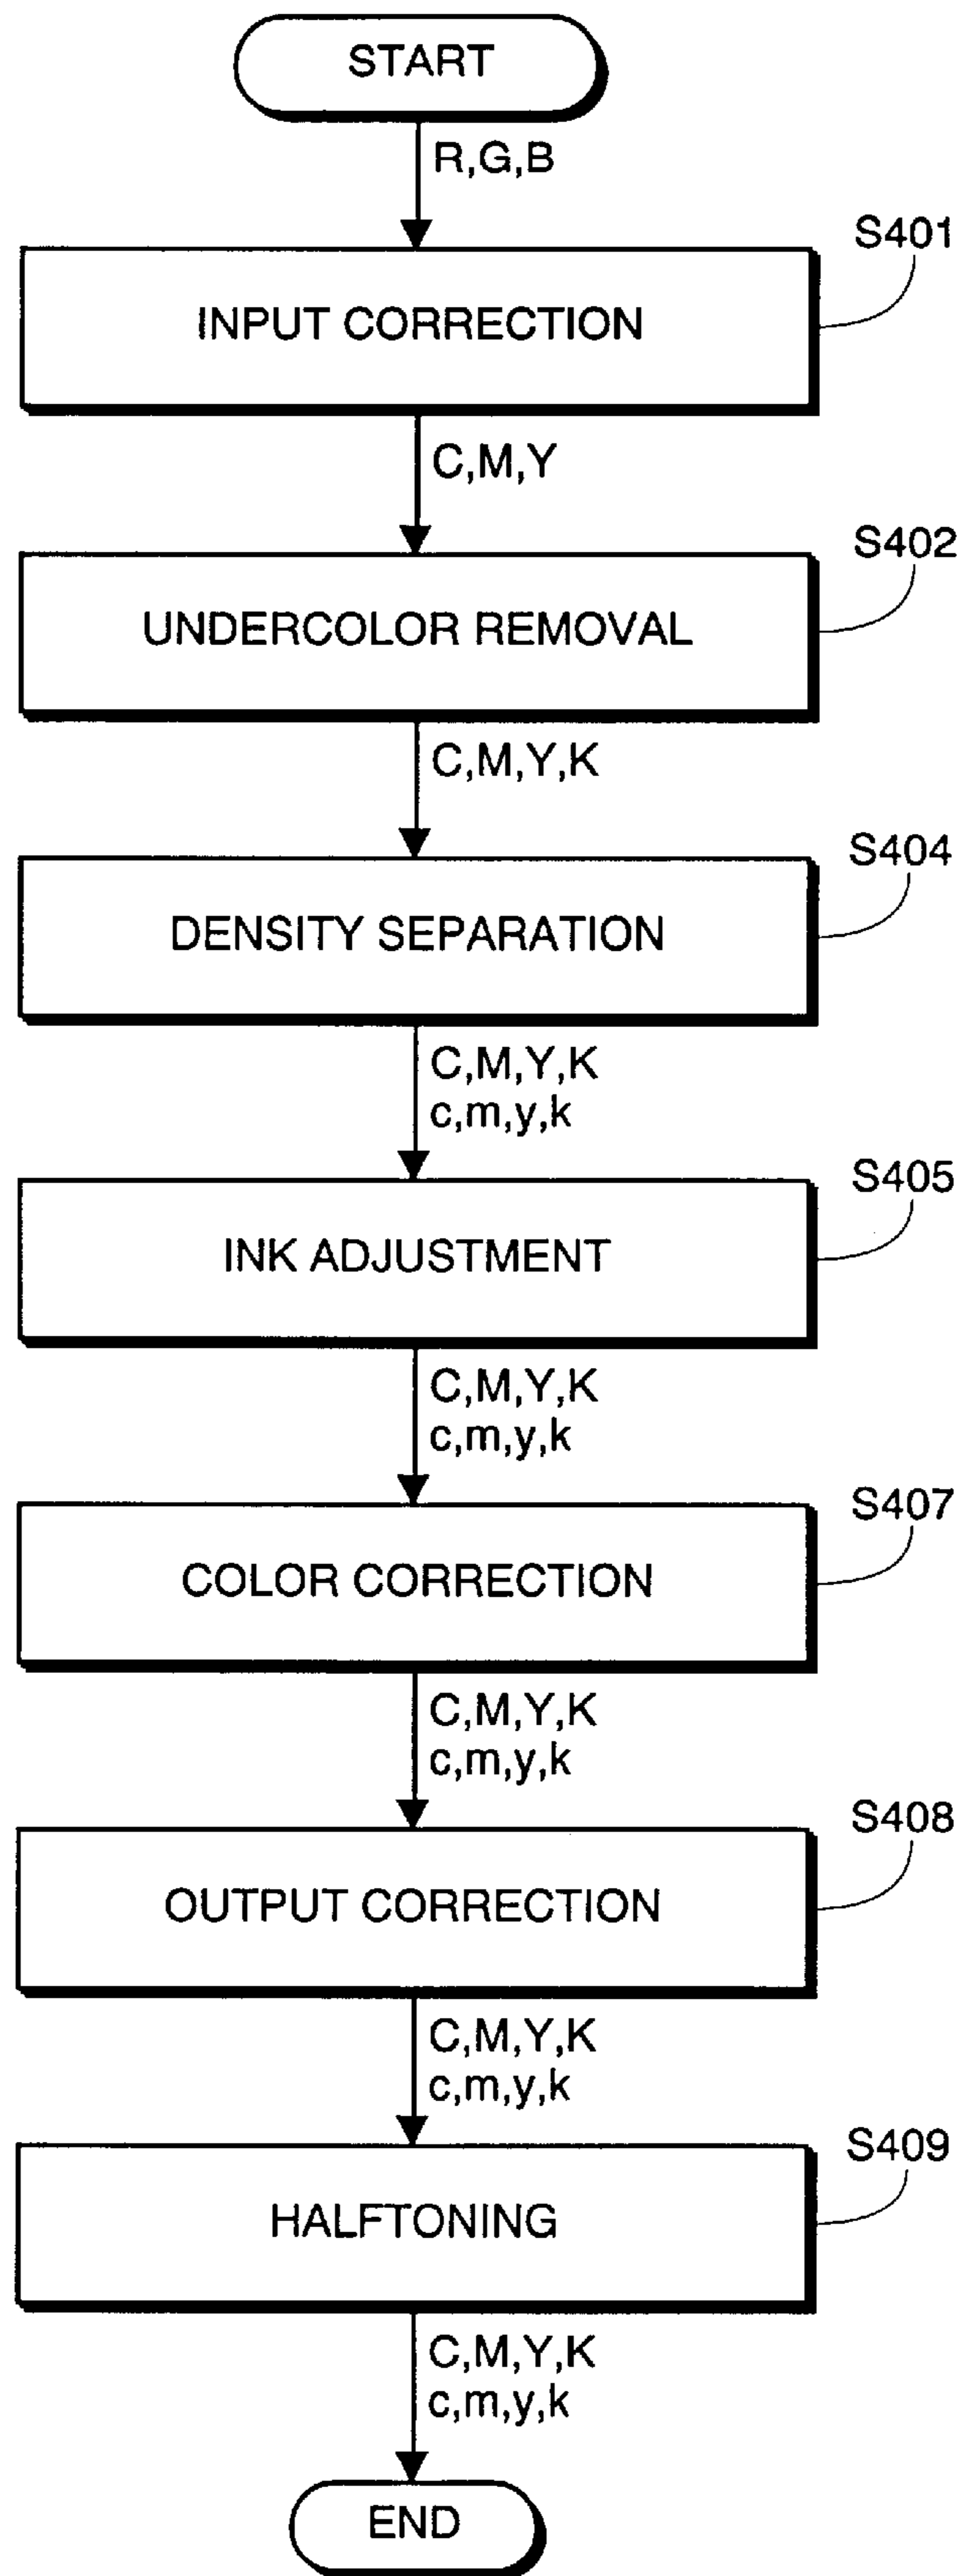 START
R,G,B
S401
INPUT CORRECTION
C,M,Y
S402
UNDERCOLOR REMOVAL
C,M,Y,K
S404
DENSITY SEPARATION
C,M,Y,K
c,m,y,k
S405
INK ADJUSTMENT
C,M,Y,K
c,m,y,k
S407
COLOR CORRECTION
C,M,Y,K
c,m,y,k
S408
OUTPUT CORRECTION
C,M,Y,K
c,m,y,k
S409
HALFTONING
C,M,Y,K
c,m,y,k
END